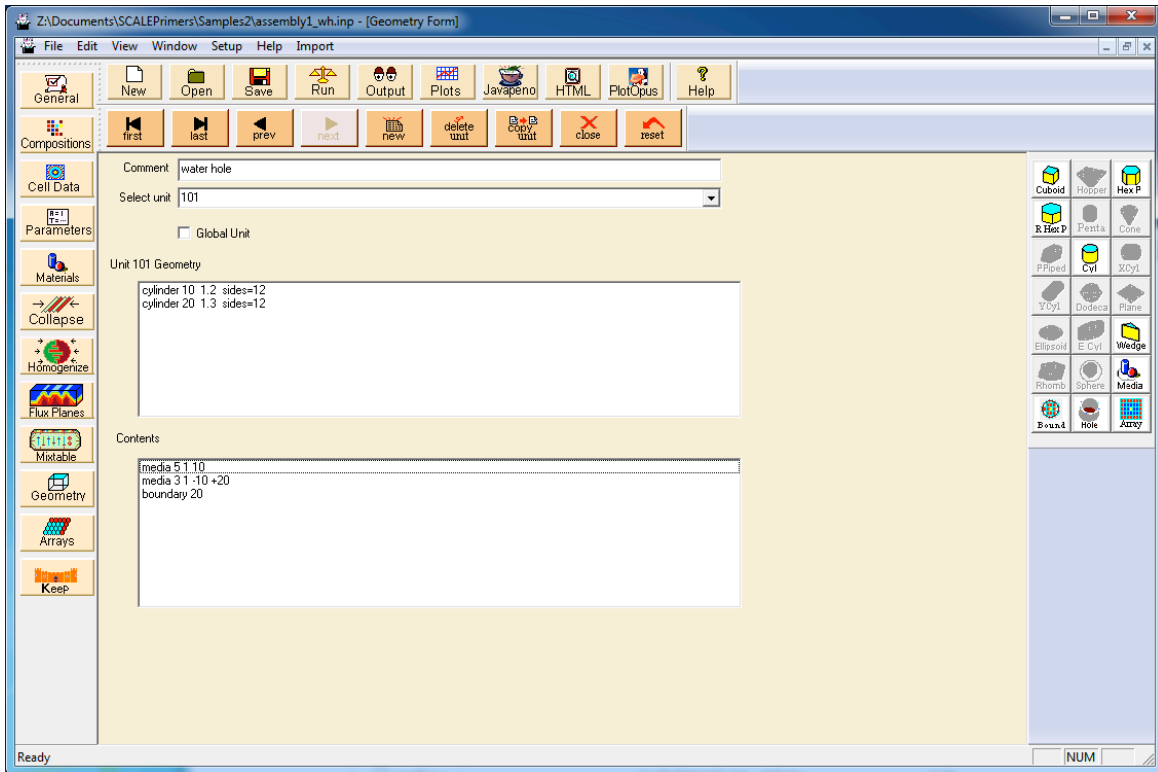 Z:\Documents\SCALEPrimers\Samples2\assembly1_wh.inp - [Geometry Form]
File Edit View Window Setup Help Import
General
New Open Save Run Output Plots Javapeno HTML PlotOpus Help
first last prev next new delete unit copy unit close reset
Compositions
Cell Data
Parameters
Materials
Collapse
Homogenize
Flux Planes
Mixtable
Geometry
Arrays
Keep
Comment water hole
Select unit 101
Global Unit
Unit 101 Geometry
cylinder 10 1.2 sides=12
cylinder 20 1.3 sides=12
Contents
media 5 1 10
media 3 1 -10 +20
boundary 20
Cuboid Hopper Hex P
R Hex P Penta Cone
PPiped Cyl XCyl
YCyl Dodeca Plane
Ellipsoid E Cyl Wedge
Rhomb Sphere Media
Bound Hole Array
Ready
NUM